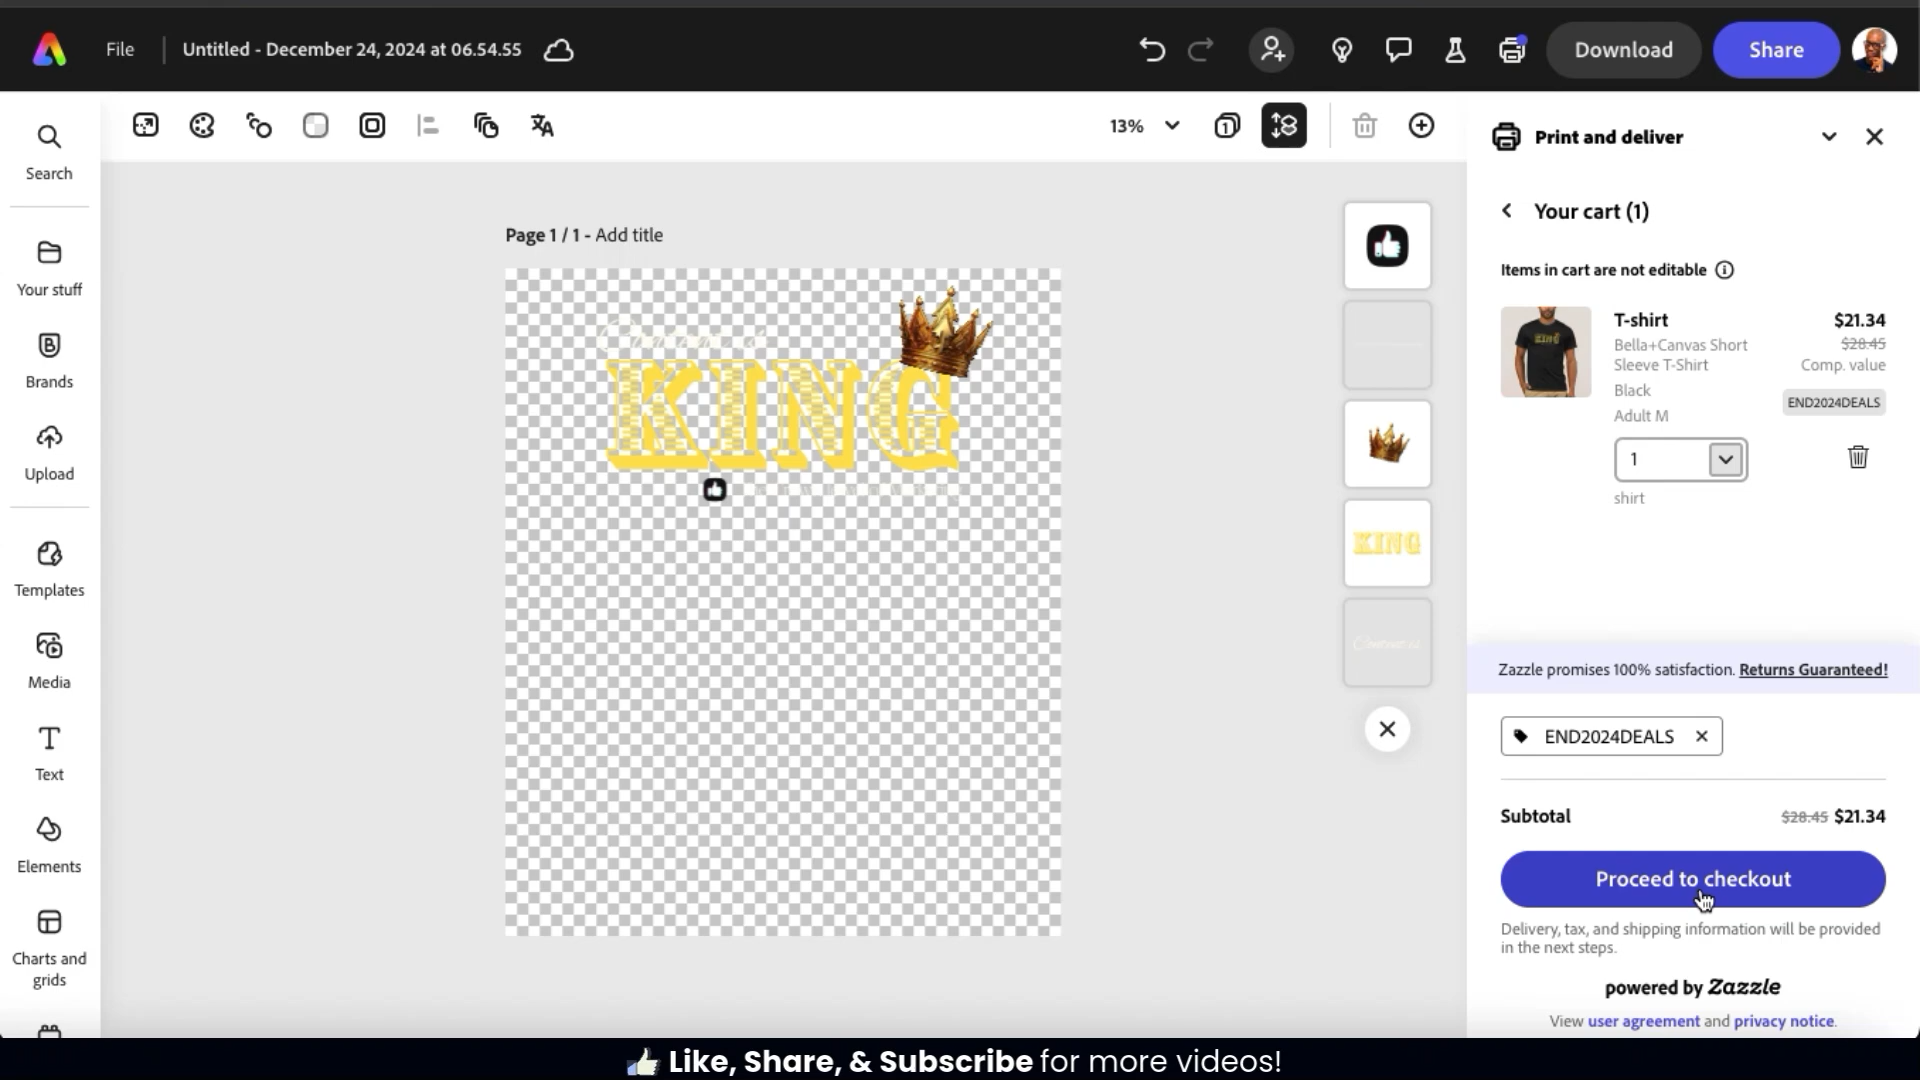 File
Untitled - December 24, 2024 at 06.54.55
Download
Share
13%
1
Search
Your stuff
Brands
Upload
Templates
Media
Text
Elements
Charts and
grids
Page 1 / 1 - Add title
KING
KING
Print and deliver
Your cart (1)
Items in cart are not editable
T-shirt
$21.34
Bella+Canvas Short
Sleeve T-Shirt
$28.45
Comp. value
Black
END2024DEALS
Adult M
1
shirt
KING
Zazzle promises 100% satisfaction. Returns Guaranteed!
END2024DEALS
Subtotal
$28.45 $21.34
Proceed to checkout
Delivery, tax, and shipping information will be provided
in the next steps.
powered by Zazzle
View user agreement and privacy notice.
Like, Share, & Subscribe for more videos!